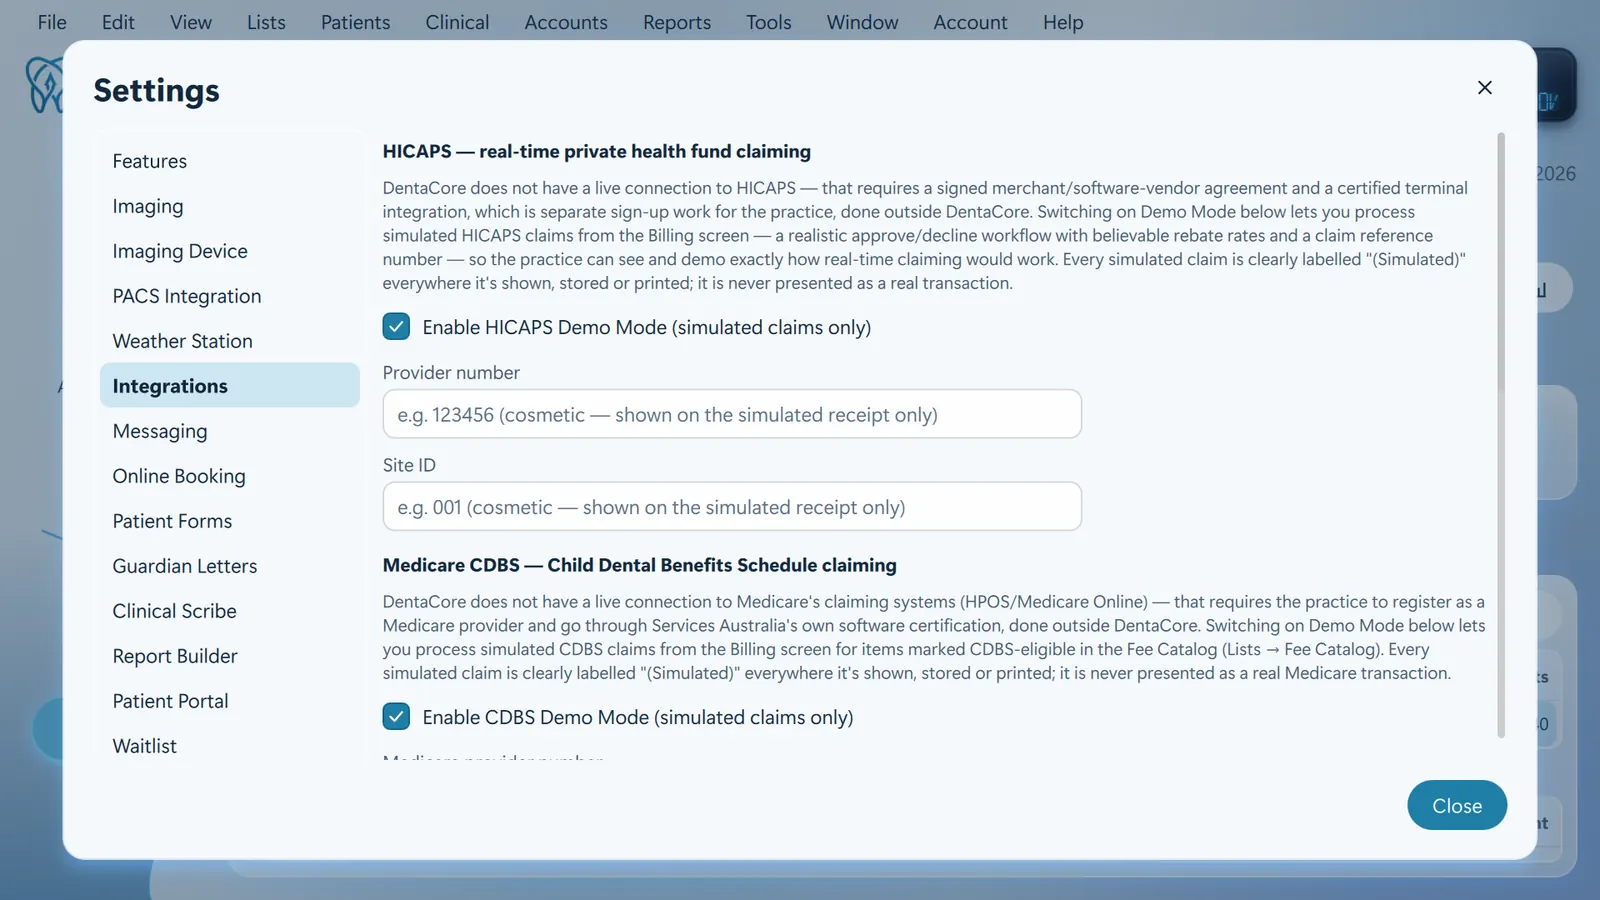 File Edit View Lists Patients Clinical Accounts Reports Tools Window Account Help
Settings
2026
Features
Imaging
Imaging Device
PACS Integration
Weather Station
Integrations
Messaging
Online Booking
Patient Forms
Guardian Letters
Clinical Scribe
Report Builder
Patient Portal
Waitlist
HICAPS — real-time private health fund claiming
DentaCore does not have a live connection to HICAPS — that requires a signed merchant/software-vendor agreement and a certified terminal
integration, which is separate sign-up work for the practice, done outside DentaCore. Switching on Demo Mode below lets you process
simulated HICAPS claims from the Billing screen — a realistic approve/decline workflow with believable rebate rates and a claim reference
number — so the practice can see and demo exactly how real-time claiming would work. Every simulated claim is clearly labelled "(Simulated)"
everywhere it's shown, stored or printed; it is never presented as a real transaction.
Enable HICAPS Demo Mode (simulated claims only)
Provider number
e.g. 123456 (cosmetic — shown on the simulated receipt only)
Site ID
e.g. 001 (cosmetic — shown on the simulated receipt only)
Medicare CDBS — Child Dental Benefits Schedule claiming
DentaCore does not have a live connection to Medicare's claiming systems (HPOS/Medicare Online) — that requires the practice to register as a
Medicare provider and go through Services Australia's own software certification, done outside DentaCore. Switching on Demo Mode below lets
you process simulated CDBS claims from the Billing screen for items marked CDBS-eligible in the Fee Catalog (Lists → Fee Catalog). Every
simulated claim is clearly labelled "(Simulated)" everywhere it's shown, stored or printed; it is never presented as a real Medicare transaction.
Enable CDBS Demo Mode (simulated claims only)
Medicare provider number
Close